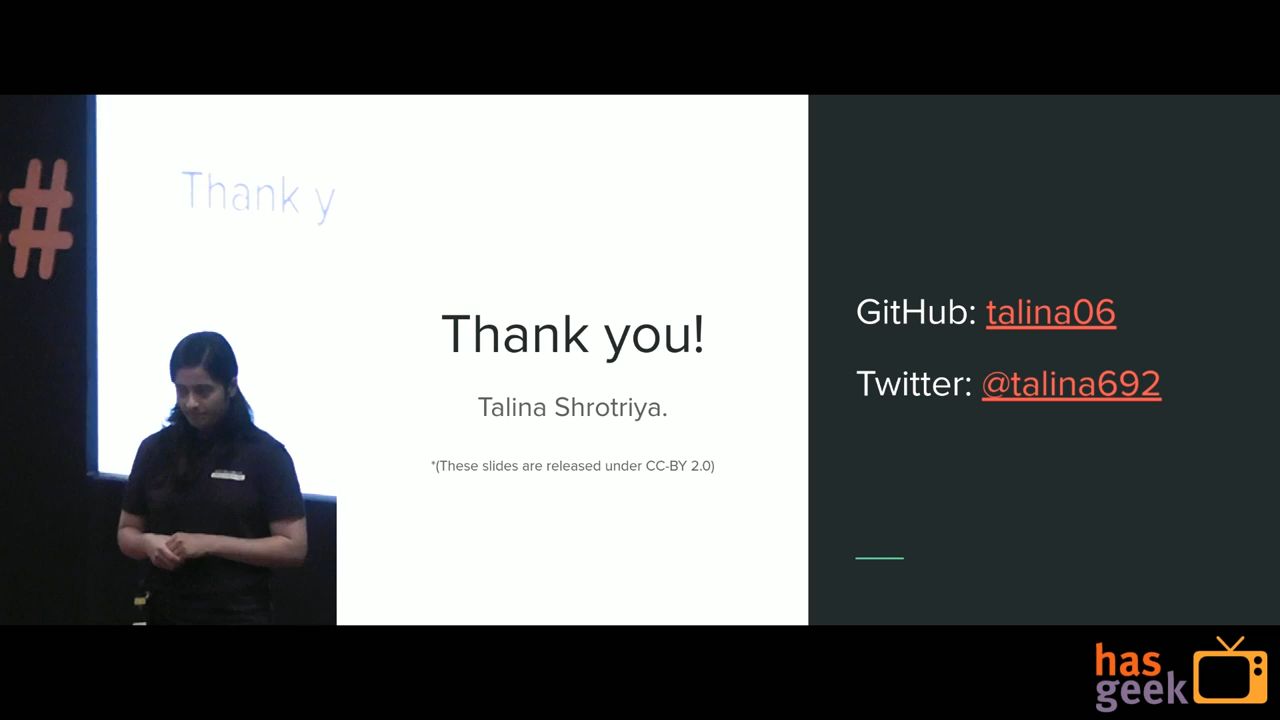 #
Thank y
Thank you!
Talina Shrotriya.
*(These slides are released under CC-BY 2.0)
GitHub: talina06
Twitter: @talina692
has
geek